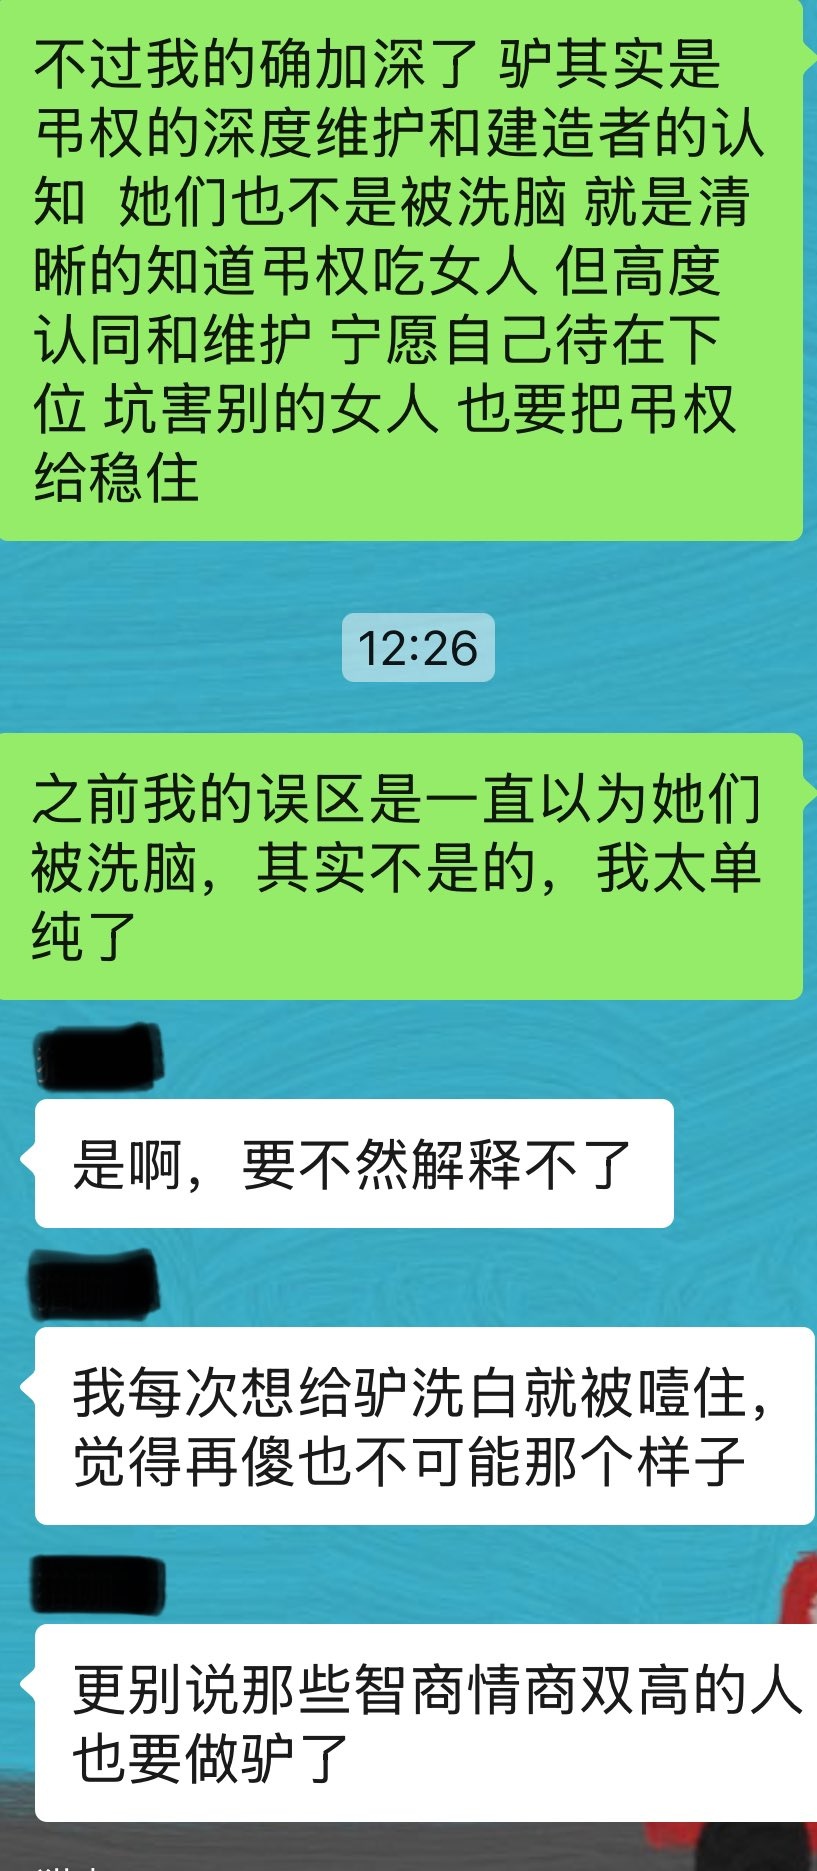 不过我的确加深了 驴其实是
弔权的深度维护和建造者的认
知 她们也不是被洗脑 就是清
晰的知道弔权吃女人 但高度
认同和维护 宁愿自己待在下
位 坑害别的女人 也要把弔权
给稳住
12:26
之前我的误区是一直以为她们
被洗脑，其实不是的，我太单
纯了
是啊，要不然解释不了
我每次想给驴洗白就被噎住，
觉得再傻也不可能那个样子
更别说那些智商情商双高的人
也要做驴了